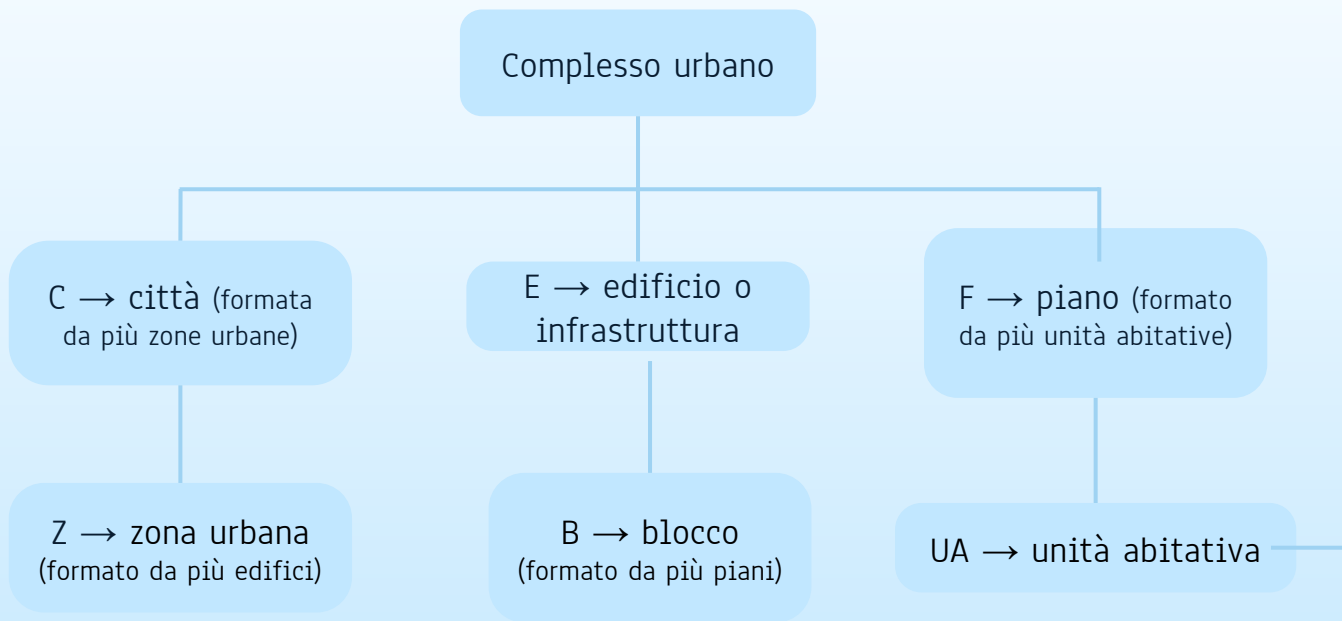 Complesso urbano
C → città (formata
da più zone urbane)
E → edificio o
infrastruttura
F → piano (formato
da più unità abitative)
Z → zona urbana
(formato da più edifici)
B → blocco
(formato da più piani)
UA → unità abitativa